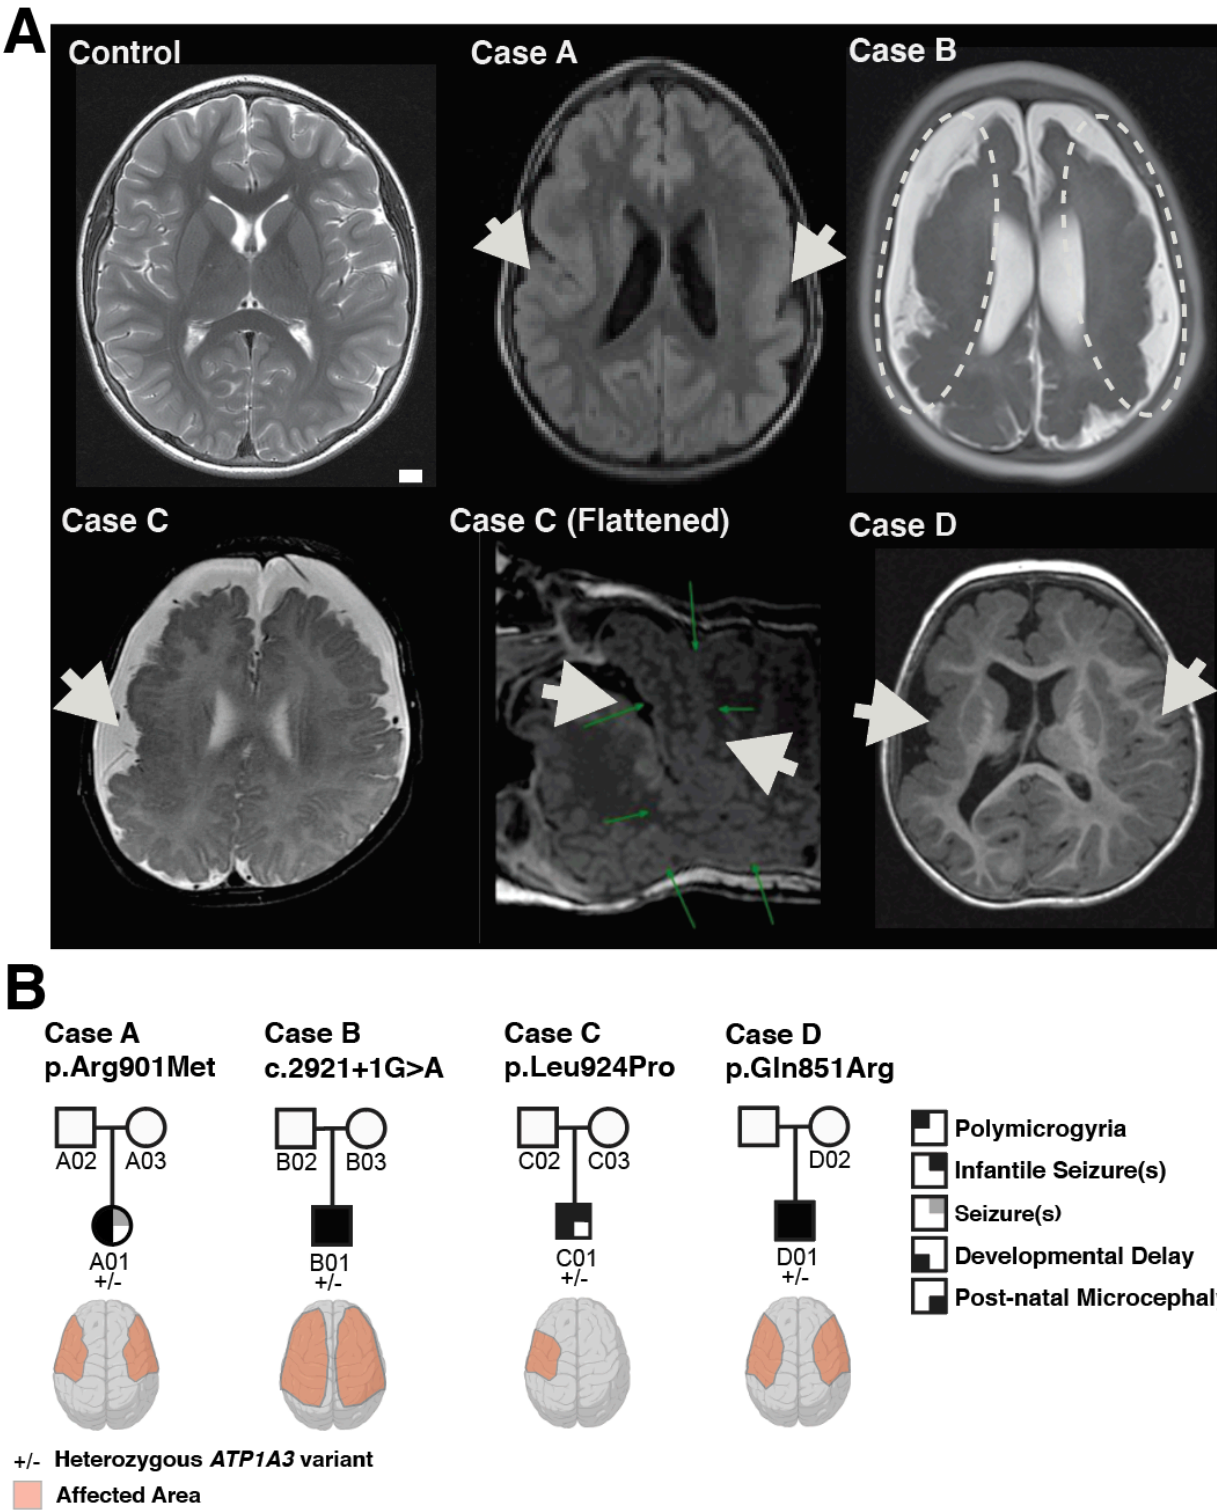 A
Control
Case A
Case B
Case C
Case C (Flattened)
Case D
B
Case A
p.Arg901Met
Case B
c.2921+1G>A
Case C
p.Leu924Pro
Case D
p.Gln851Arg
A02 A03
B02 B03
C02 C03
D02
A01
+/-
B01
+/-
C01
+/-
D01
+/-
Polymicrogyria
Infantile Seizure(s)
Seizure(s)
Developmental Delay
Post-natal Microcephal
+/- Heterozygous ATP1A3 variant
Affected Area